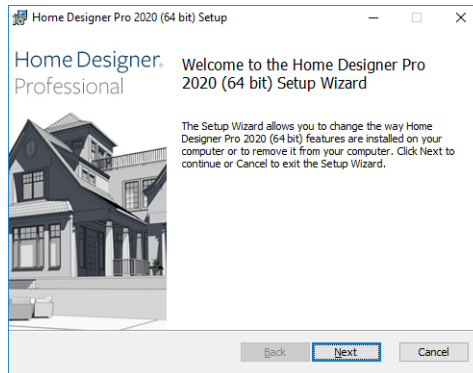 Home Designer Pro 2020 (64 bit) Setup
Home Designer®
Professional
Welcome to the Home Designer Pro
2020 (64 bit) Setup Wizard
The Setup Wizard allows you to change the way Home
Designer Pro 2020 (64 bit) features are installed on your
computer or to remove it from your computer. Click Next to
continue or Cancel to exit the Setup Wizard.
Back
Next
Cancel